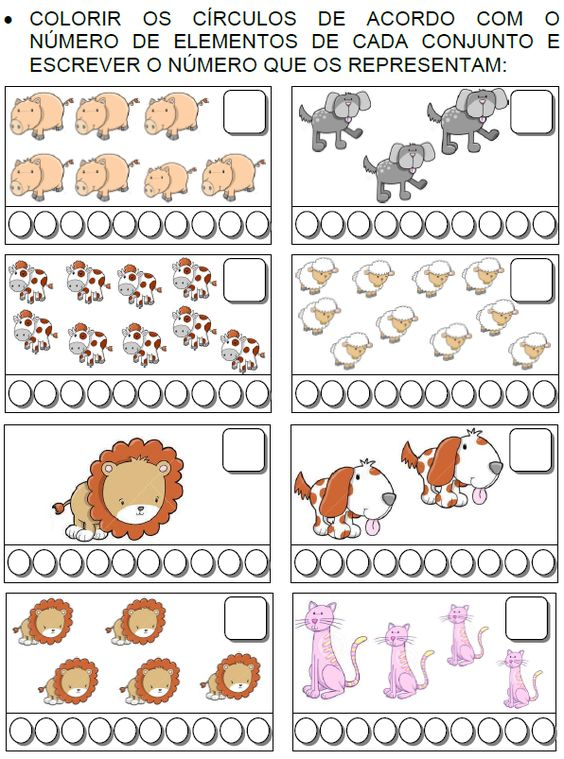 • COLORIR OS CÍRCULOS DE ACORDO COM O
NÚMERO DE ELEMENTOS DE CADA CONJUNTO E
ESCREVER O NÚMERO QUE OS REPRESENTAM: